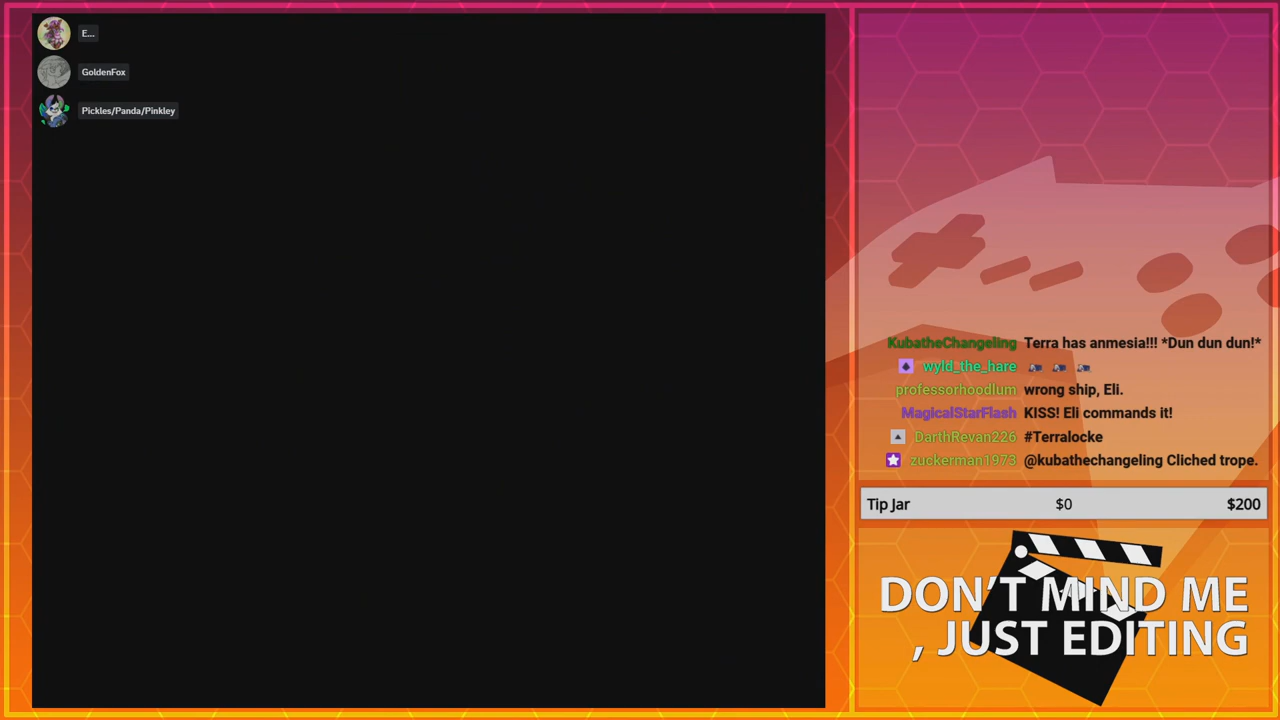 E...
GoldenFox
Pickles/Panda/Pinkley
KubatheChangeling Terra has anmesia!!! *Dun dun dun!*
wyld_the_hare
professorhoodlum wrong ship, Eli.
MagicalStarFlash KISS! Eli commands it!
DarthRevan226 #Terralocke
zuckerman1973 @kubathechangeling Cliched trope.
Tip Jar $0 $200
DON'T MIND ME
, JUST EDITING